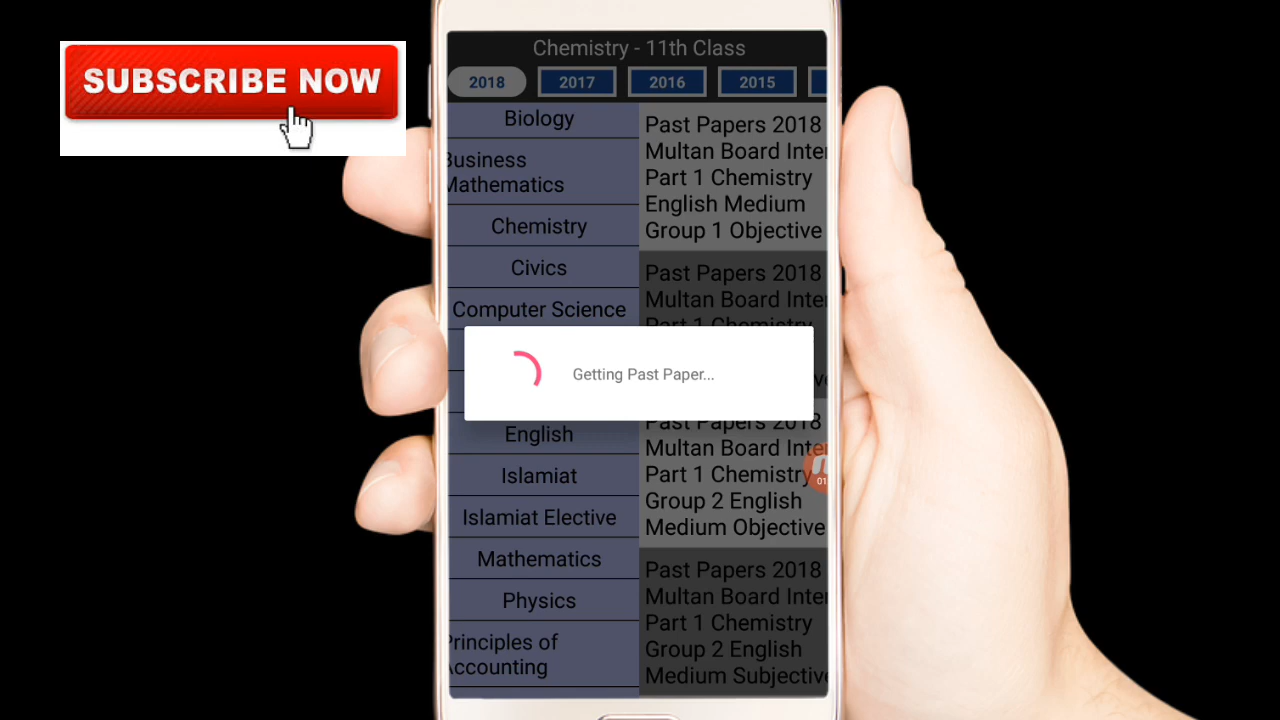 SUBSCRIBE NOW
Chemistry - 11th Class
2018
2017
2016
2015
Biology
Business
Mathematics
Chemistry
Civics
Computer Science
English
Islamiat
Islamiat Elective
Mathematics
Physics
Principles of
Accounting
Past Papers 2018
Multan Board Inter
Part 1 Chemistry
English Medium
Group 1 Objective
Past Papers 2018
Multan Board Inter
Part 1 Chemistry
Getting Past Paper...
Past Papers 2018
Multan Board Inter
Part 1 Chemistry
Group 2 English
Medium Objective
01
Past Papers 2018
Multan Board Inter
Part 1 Chemistry
Group 2 English
Medium Subjective